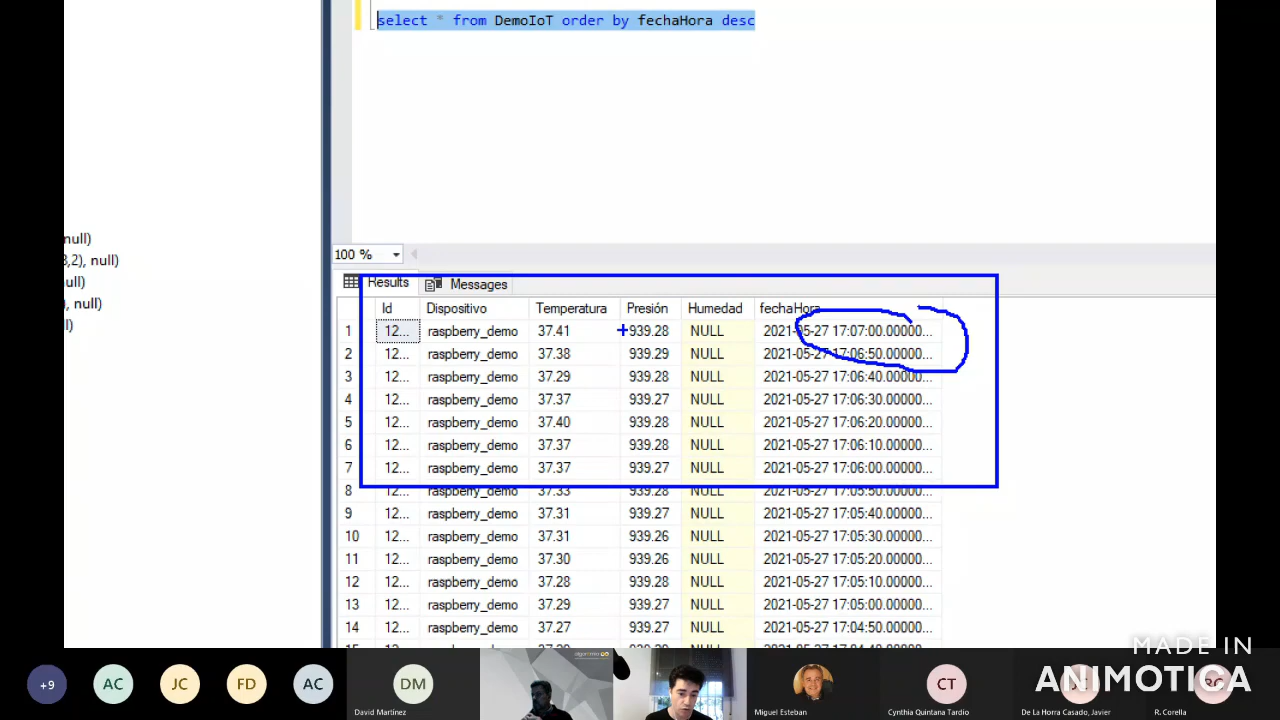 select * from DemoIoT order by fechaHora desc
null)
3,2), null)
ull)
, null)
l)
100 %
Results Messages
Id Dispositivo Temperatura Presión Humedad fechaHora
1 12... raspberry_demo 37.41 939.28 NULL 2021-05-27 17:07:00.00000...
2 12... raspberry_demo 37.38 939.29 NULL 2021-05-27 17:06:50.00000...
3 12... raspberry_demo 37.29 939.28 NULL 2021-05-27 17:06:40.00000...
4 12... raspberry_demo 37.37 939.27 NULL 2021-05-27 17:06:30.00000...
5 12... raspberry_demo 37.40 939.28 NULL 2021-05-27 17:06:20.00000...
6 12... raspberry_demo 37.37 939.28 NULL 2021-05-27 17:06:10.00000...
7 12... raspberry_demo 37.37 939.27 NULL 2021-05-27 17:06:00.00000...
8 12... raspberry_demo 37.33 939.28 NULL 2021-05-27 17:05:50.00000...
9 12... raspberry_demo 37.31 939.27 NULL 2021-05-27 17:05:40.00000...
10 12... raspberry_demo 37.31 939.26 NULL 2021-05-27 17:05:30.00000...
11 12... raspberry_demo 37.30 939.26 NULL 2021-05-27 17:05:20.00000...
12 12... raspberry_demo 37.28 939.27 NULL 2021-05-27 17:05:10.00000...
13 12... raspberry_demo 37.29 939.27 NULL 2021-05-27 17:05:00.00000...
14 12... raspberry_demo 37.27 939.27 NULL 2021-05-27 17:04:50.00000...
MADE IN
ANIMOTICA
+9 AC JC FD AC DM CT
David Martínez Miguel Esteban Cynthia Quintana Tardio De La Horra Casado, Javier R. Corella